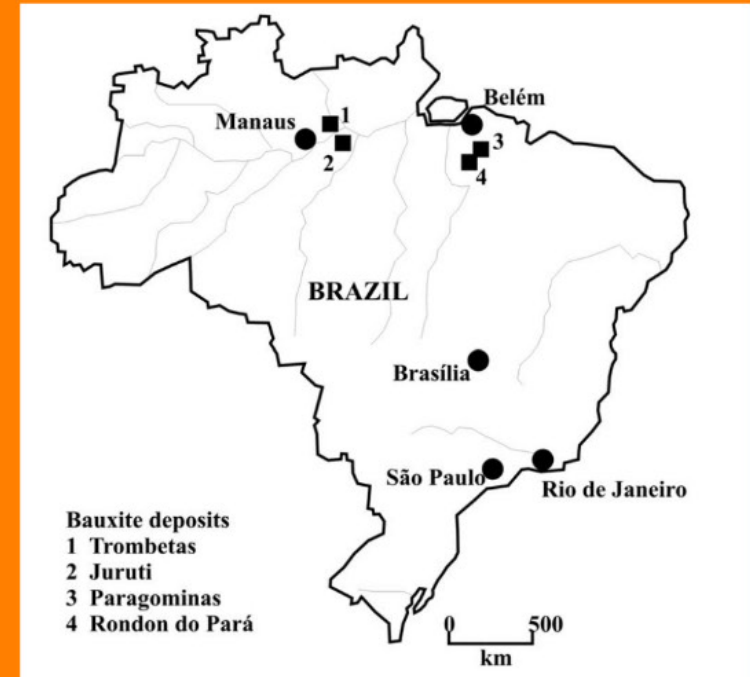 Belém
Manaus
1
2
3
4
BRAZIL
Brasília
São Paulo
Rio de Janeiro
Bauxite deposits
1 Trombetas
2 Juruti
3 Paragominas
4 Rondon do Pará
0 500
km